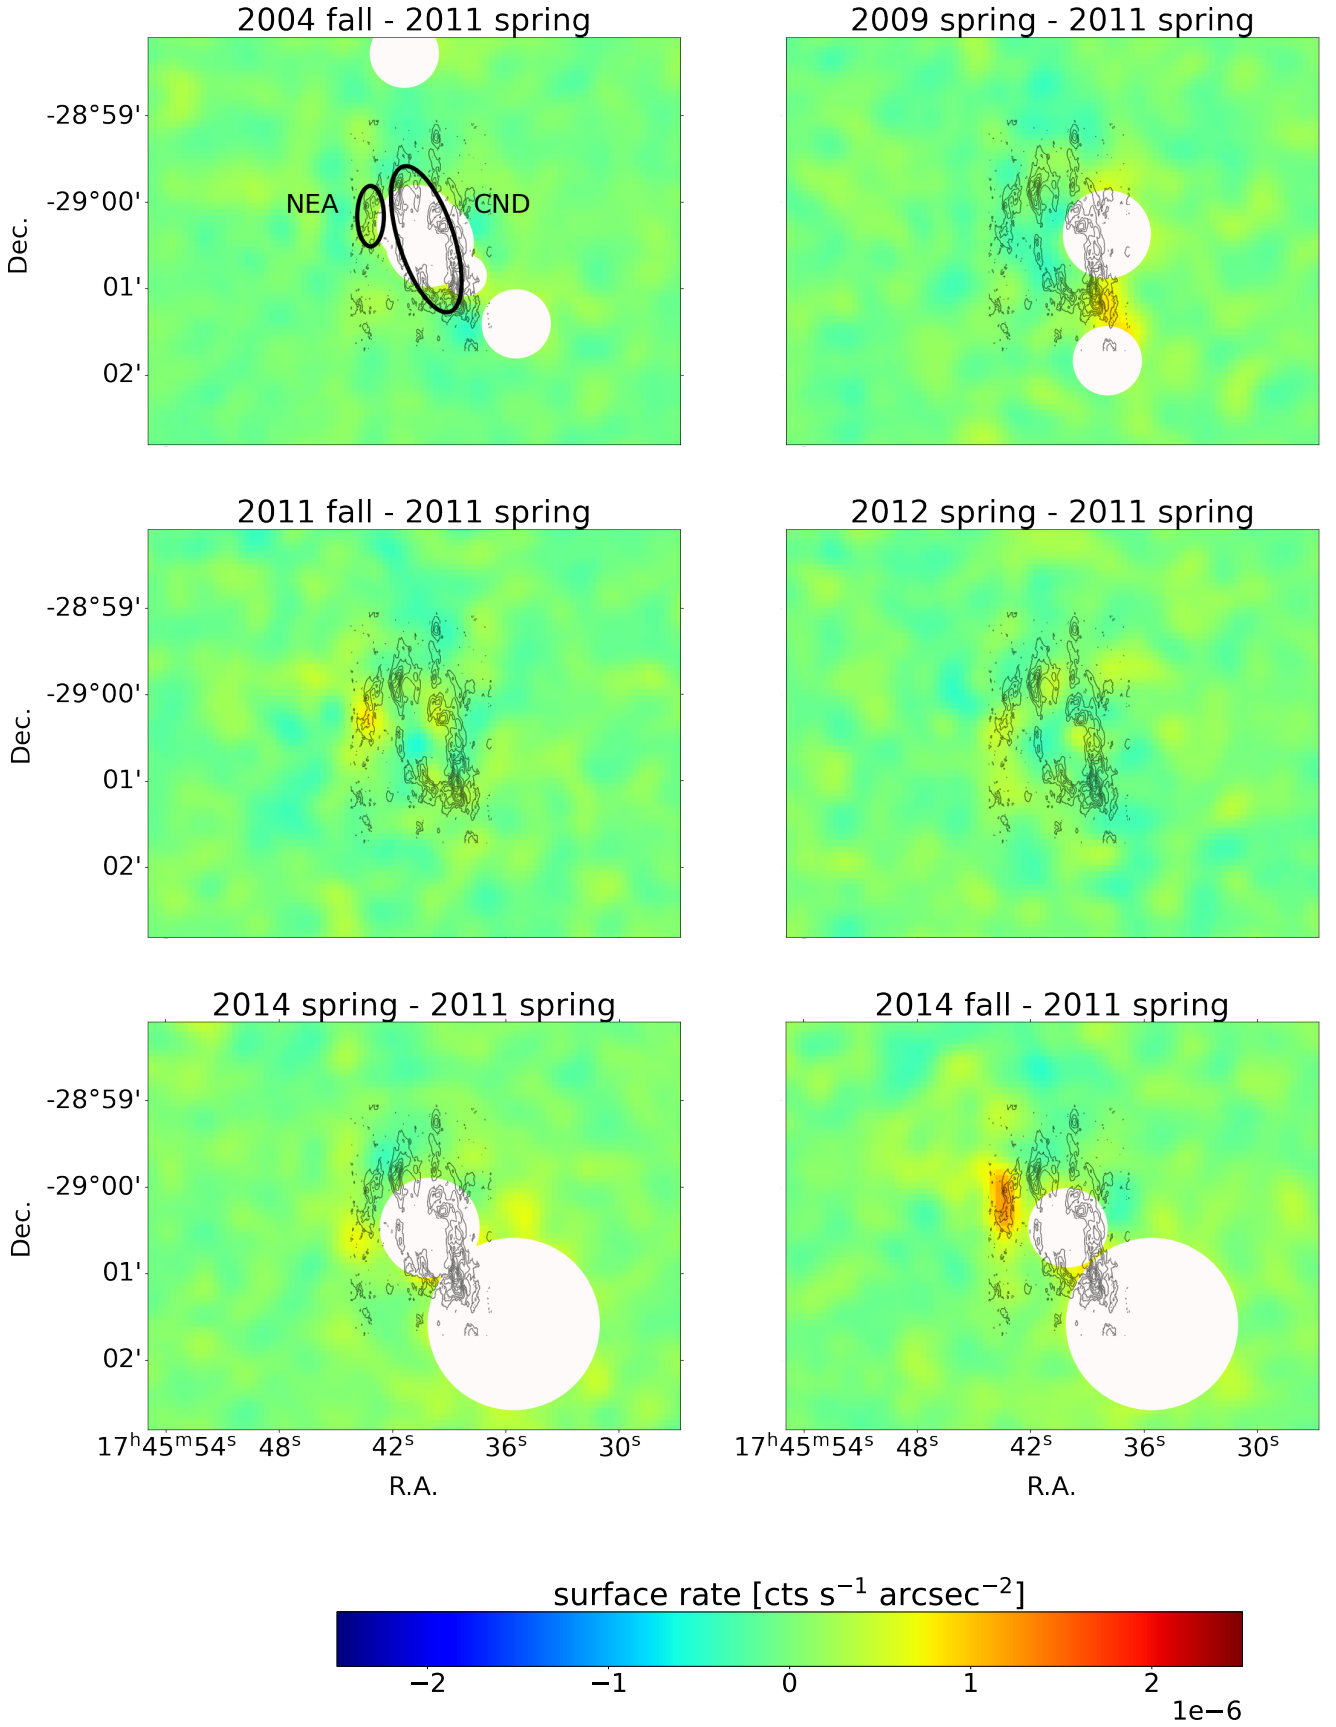 2004 fall - 2011 spring
2009 spring - 2011 spring
-28°59'
-29°00'
01'
02'
Dec.
NEA
CND
2011 fall - 2011 spring
2012 spring - 2011 spring
-28°59'
-29°00'
01'
02'
Dec.
2014 spring - 2011 spring
2014 fall - 2011 spring
-28°59'
-29°00'
01'
02'
Dec.
17ʰ45ᵐ54ˢ 48ˢ 42ˢ 36ˢ 30ˢ
17ʰ45ᵐ54ˢ 48ˢ 42ˢ 36ˢ 30ˢ
R.A.
R.A.
surface rate [cts s⁻¹ arcsec⁻²]
−2 −1 0 1 2
1e−6